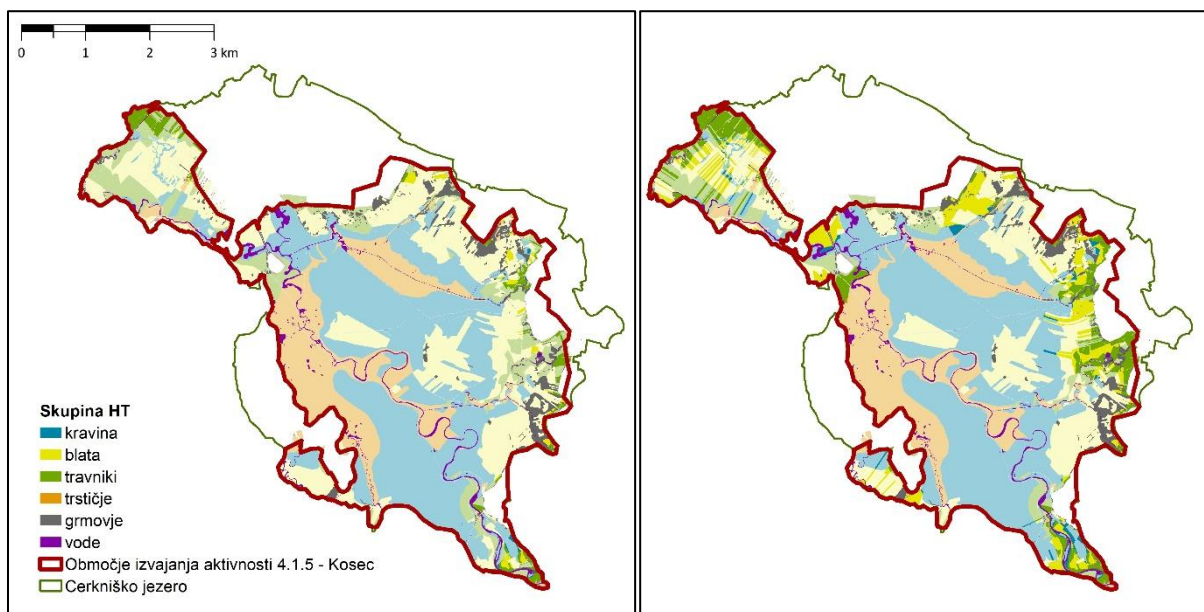 0 1 2 3 km
Skupina HT
kravina
blata
travniki
trstičje
grmovje
vode
Območje izvajanja aktivnosti 4.1.5 - Kosec
Cerkniško jezero